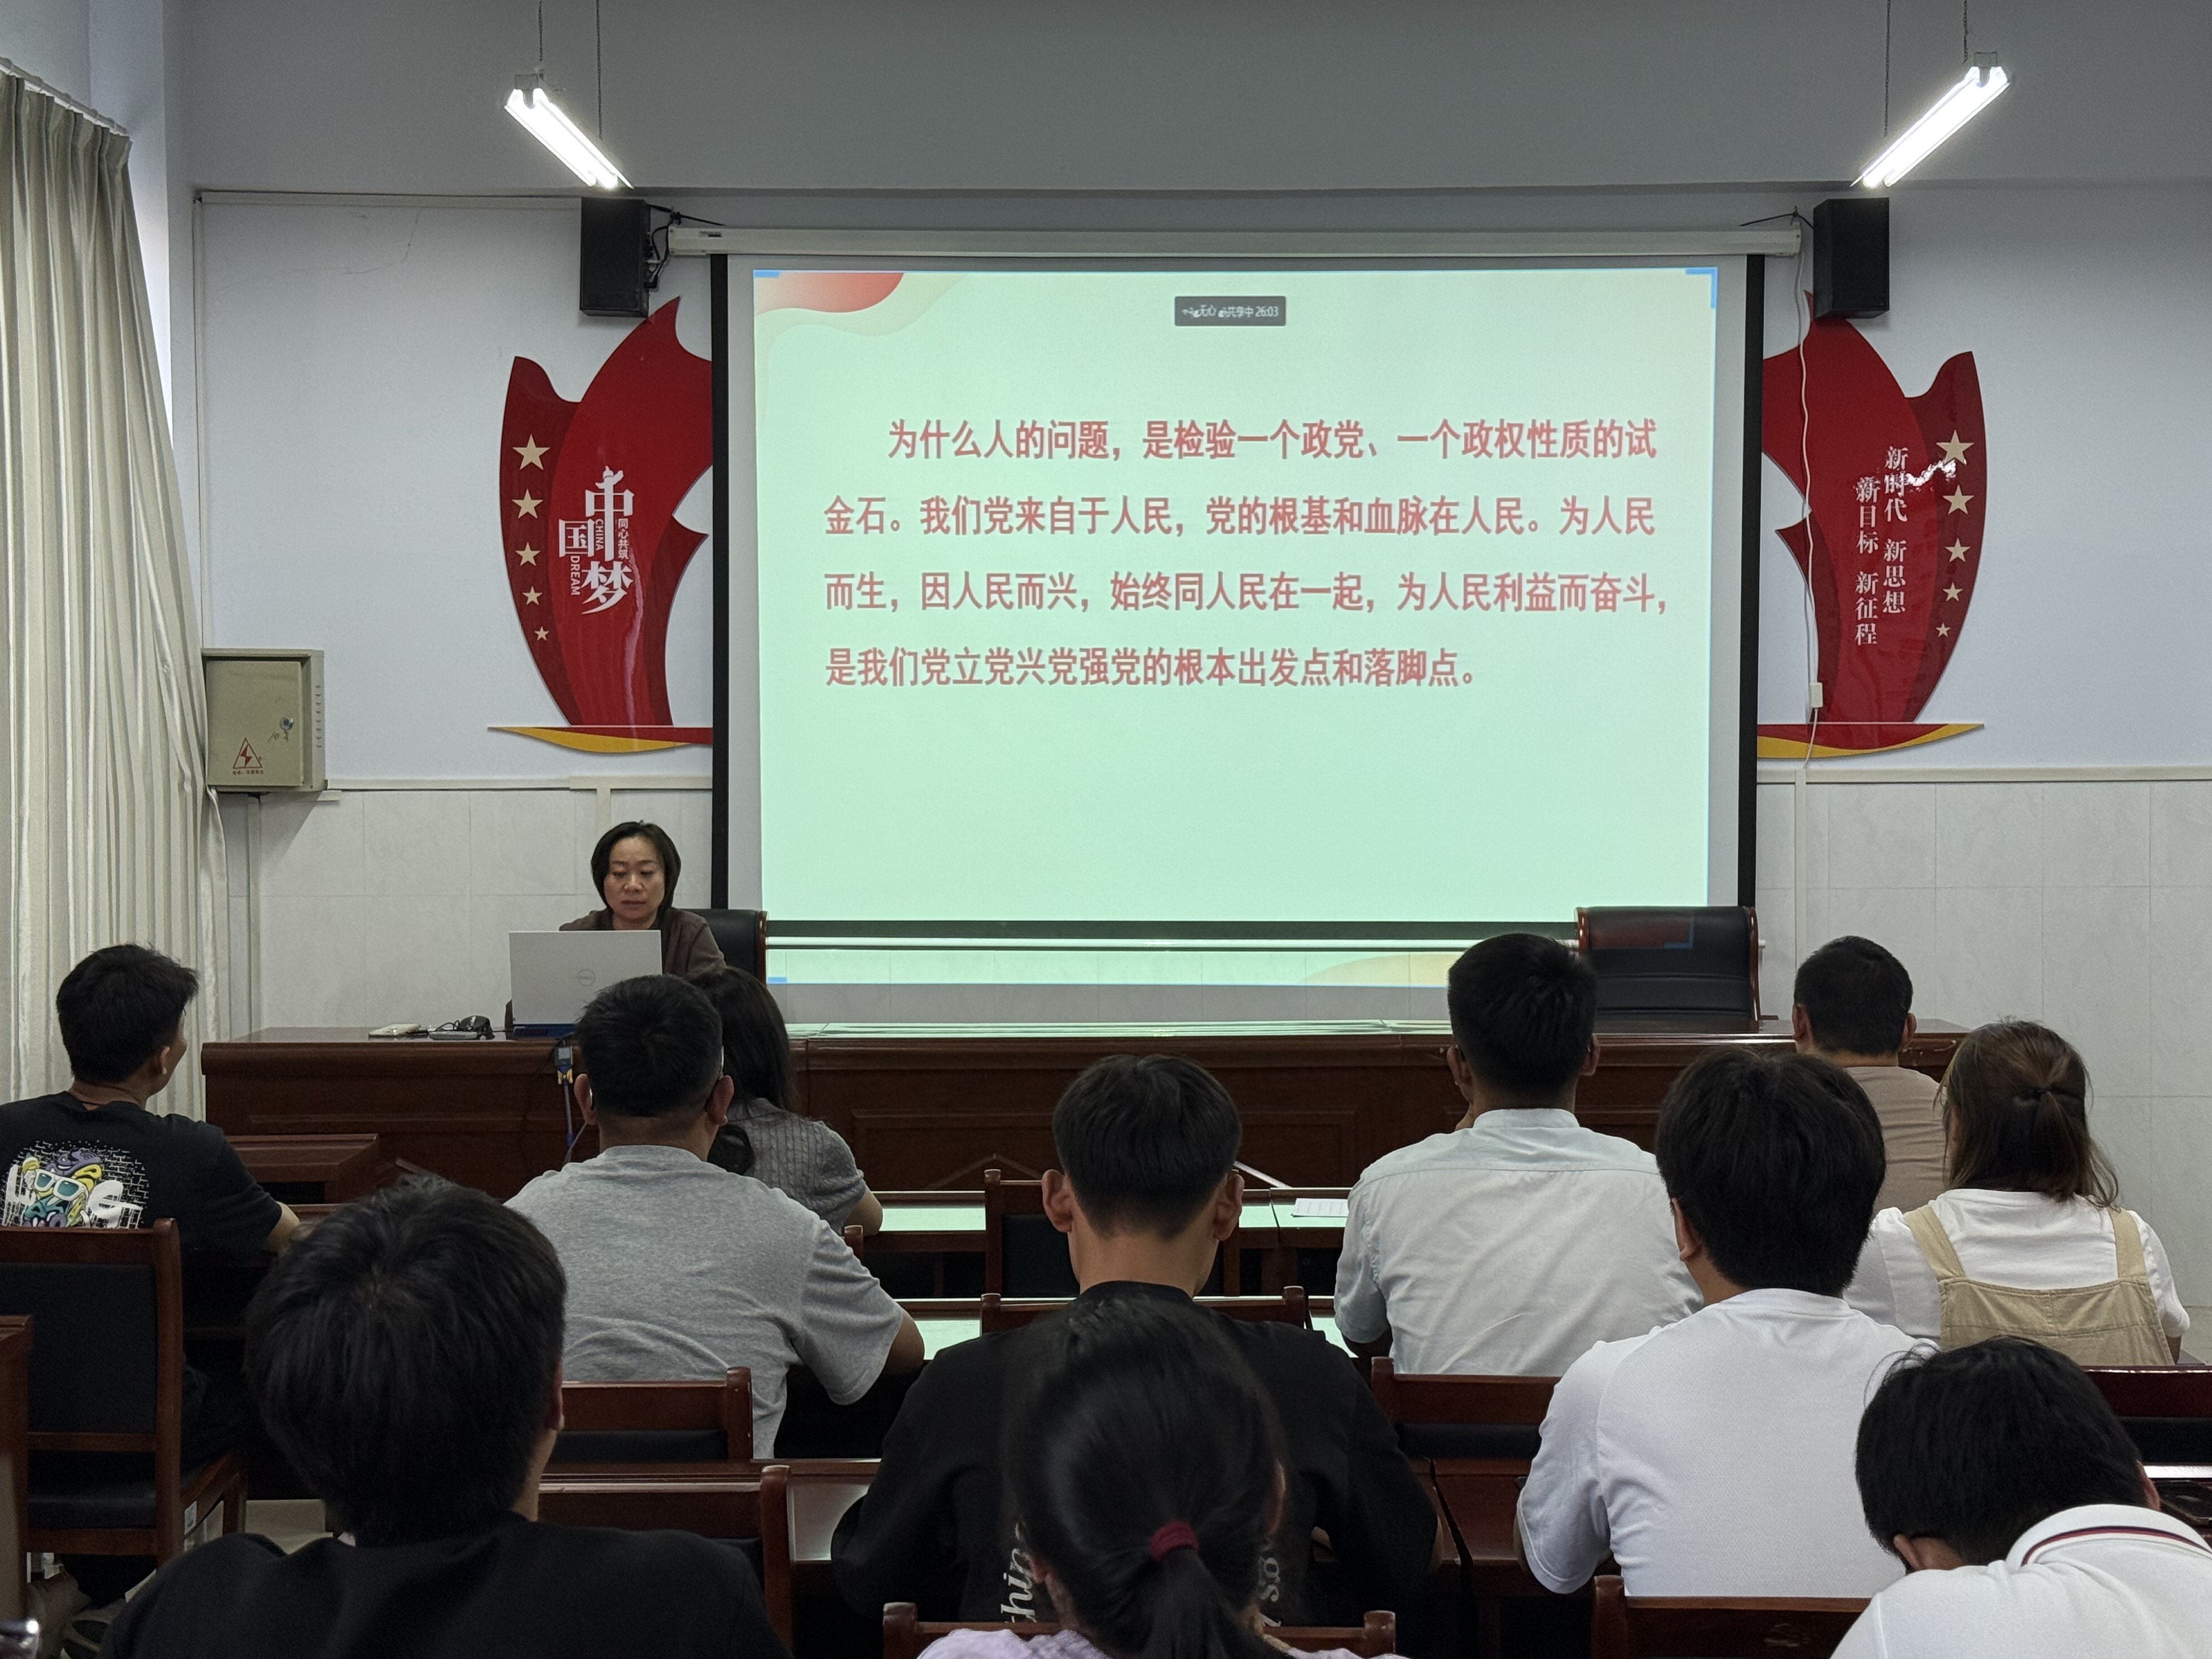 共享中 26:03
为什么人的问题，是检验一个政党、一个政权性质的试
金石。我们党来自于人民，党的根基和血脉在人民。为人民
而生，因人民而兴，始终同人民在一起，为人民利益而奋斗，
是我们党立党兴党强党的根本出发点和落脚点。
中国梦
CHINA DREAM
同心共筑
新时代 新思想
新目标 新征程